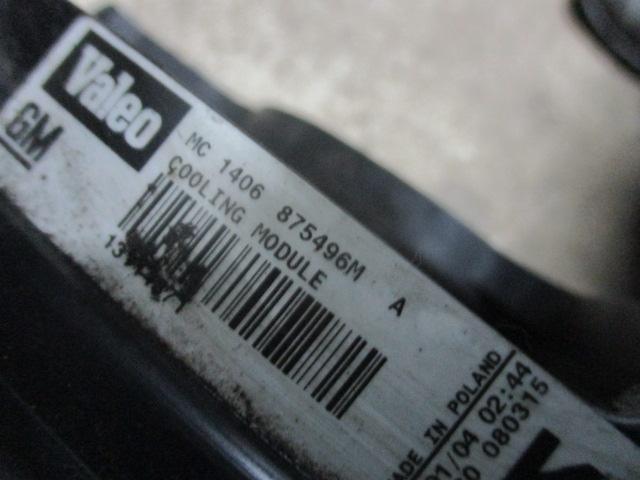 Valeo
GM
MC 1406 875496M A
COOLING MODULE
MADE IN POLAND
01/04 02:44
080315